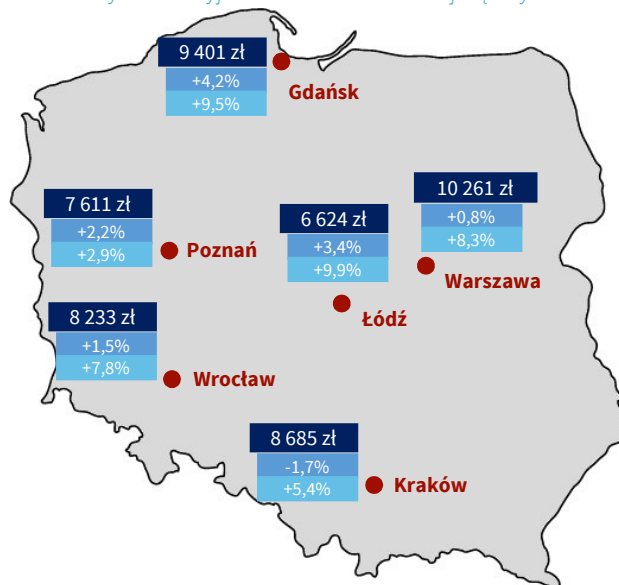 9 401 zł
+4,2%
+9,5%
Gdańsk
7 611 zł
+2,2%
+2,9%
Poznań
6 624 zł
+3,4%
+9,9%
Łódź
10 261 zł
+0,8%
+8,3%
Warszawa
8 233 zł
+1,5%
+7,8%
Wrocław
8 685 zł
-1,7%
+5,4%
Kraków